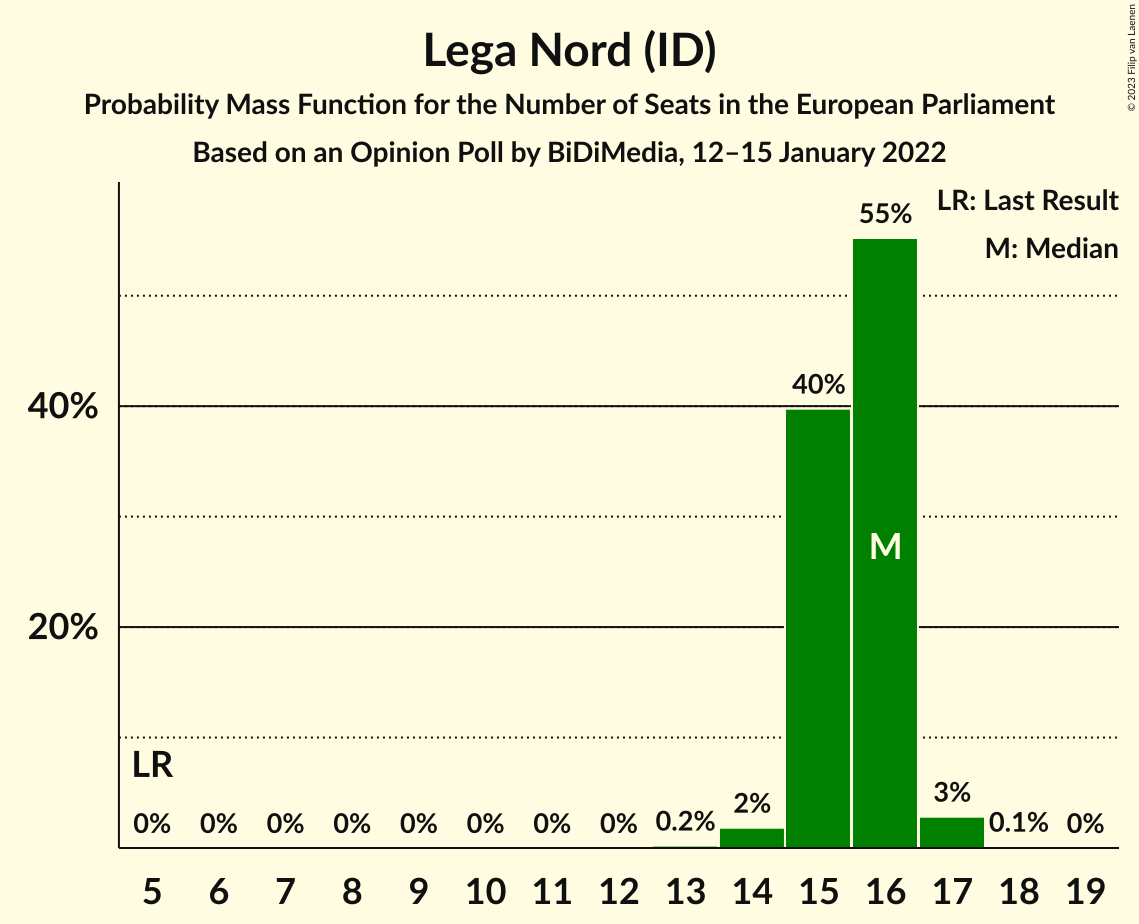 Lega Nord (ID)
Probability Mass Function for the Number of Seats in the European Parliament
Based on an Opinion Poll by BiDiMedia, 12–15 January 2022
© 2023 Filip van Laenen
LR: Last Result
M: Median
55%
40%
40%
M
20%
LR
0% 0% 0% 0% 0% 0% 0% 0% 0.2% 2% 3% 0.1% 0%
5 6 7 8 9 10 11 12 13 14 15 16 17 18 19